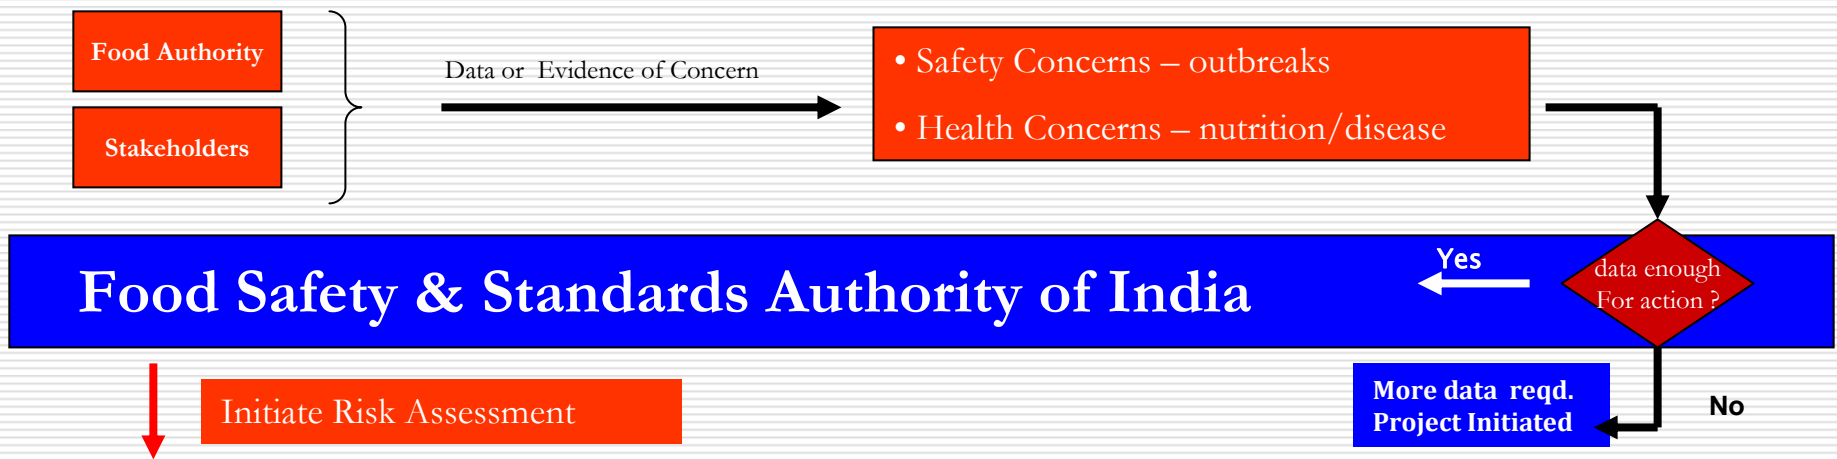 Food Authority
Stakeholders
Data or Evidence of Concern
• Safety Concerns – outbreaks
• Health Concerns – nutrition/disease
Food Safety & Standards Authority of India
Yes
data enough
For action ?
Initiate Risk Assessment
More data reqd.
Project Initiated
No